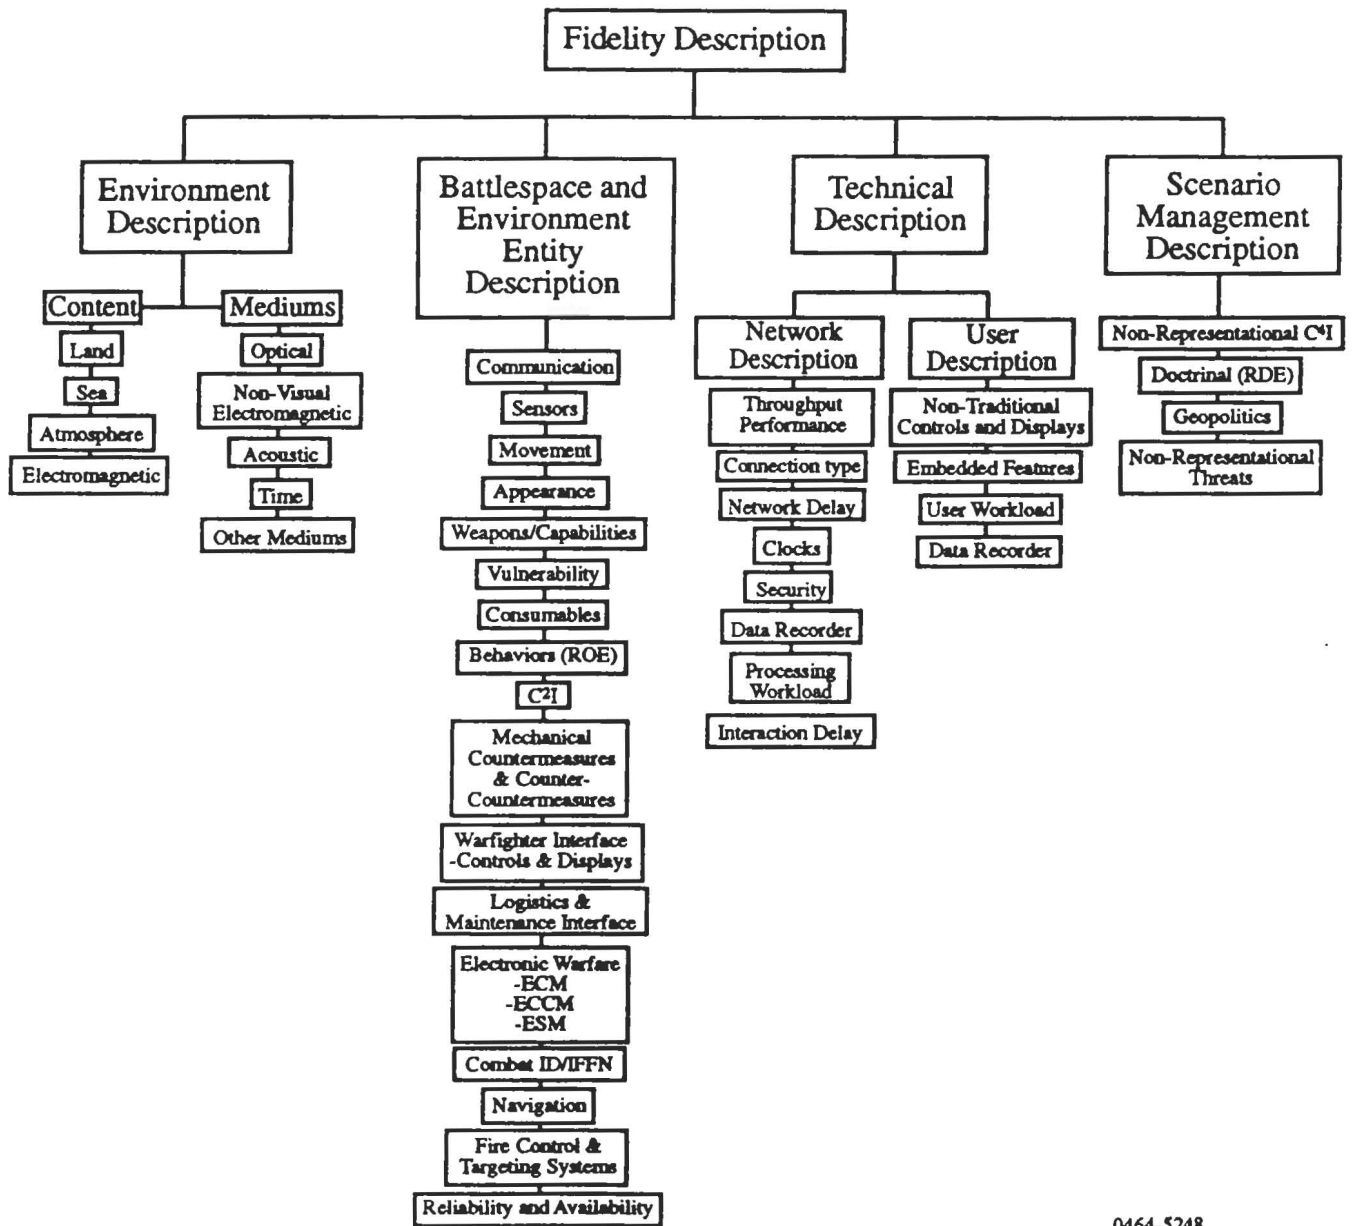 Fidelity Description
Environment
Description
Content
Land
Sea
Atmosphere
Electromagnetic
Mediums
Optical
Non-Visual
Electromagnetic
Acoustic
Time
Other Mediums
Battlespace and
Environment
Entity
Description
Communication
Sensors
Movement
Appearance
Weapons/Capabilities
Vulnerability
Consumables
Behaviors (ROE)
C²I
Mechanical
Countermeasures
& Counter-
Countermeasures
Warfighter Interface
-Controls & Displays
Logistics &
Maintenance Interface
Electronic Warfare
-ECM
-ECCM
-ESM
Combat ID/IFFN
Navigation
Fire Control &
Targeting Systems
Reliability and Availability
Technical
Description
Network
Description
Throughput
Performance
Connection type
Network Delay
Clocks
Security
Data Recorder
Processing
Workload
Interaction Delay
User
Description
Non-Traditional
Controls and Displays
Embedded Features
User Workload
Data Recorder
Scenario
Management
Description
Non-Representational C⁴I
Doctrinal (RDE)
Geopolitics
Non-Representational
Threats
0464-5248